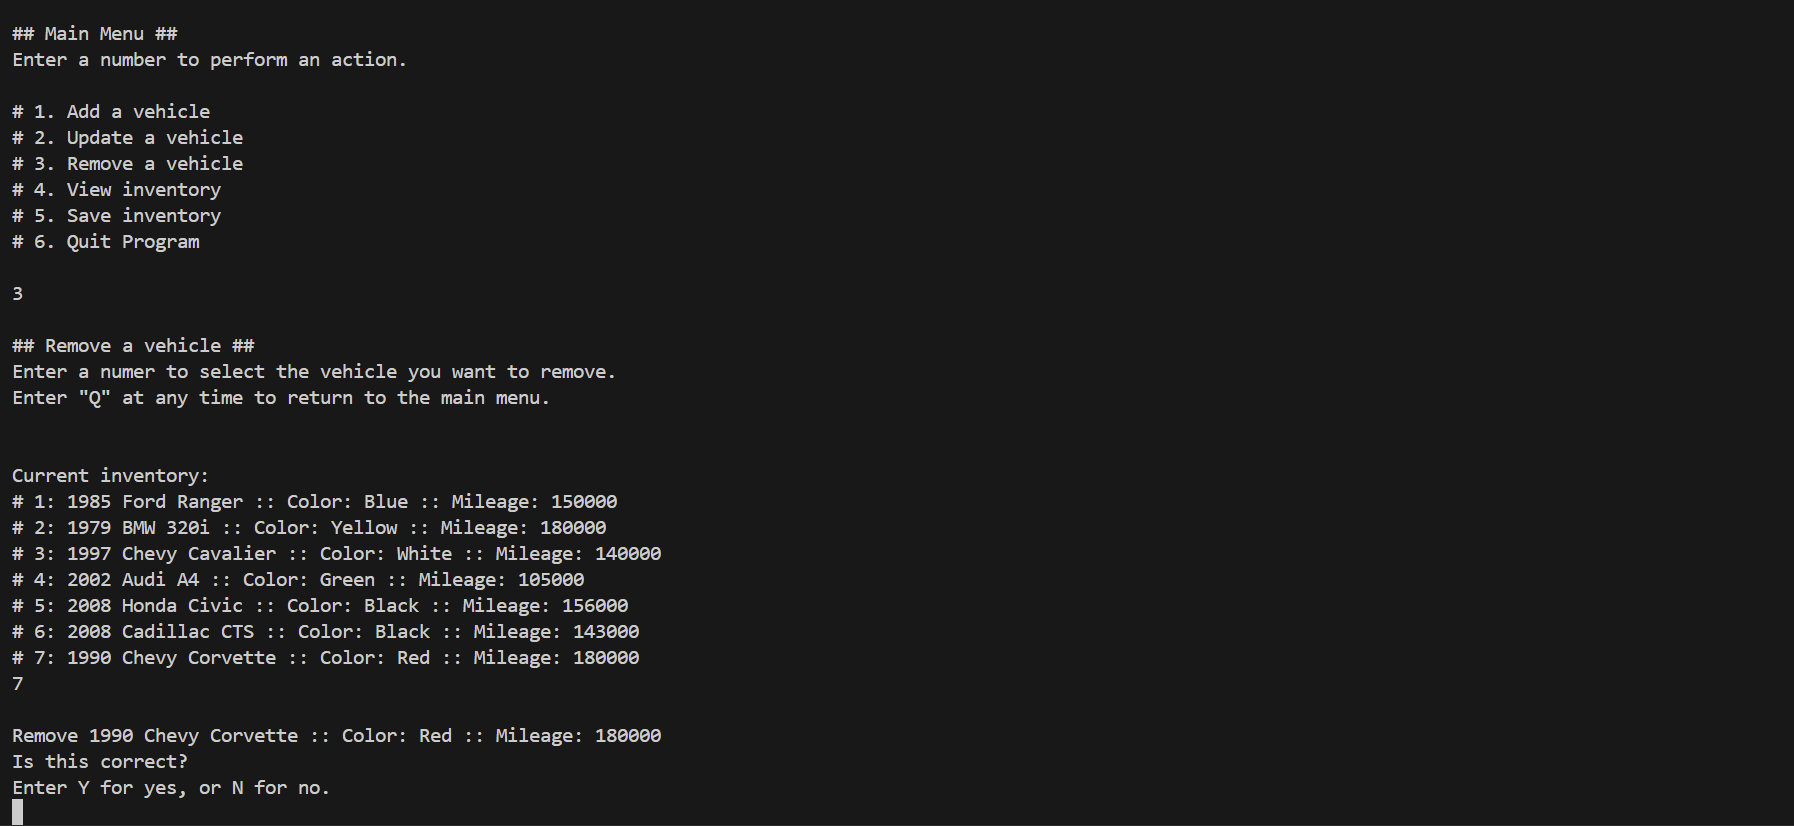 ## Main Menu ##
Enter a number to perform an action.
# 1. Add a vehicle
# 2. Update a vehicle
# 3. Remove a vehicle
# 4. View inventory
# 5. Save inventory
# 6. Quit Program
3
## Remove a vehicle ##
Enter a numer to select the vehicle you want to remove.
Enter "Q" at any time to return to the main menu.
Current inventory:
# 1: 1985 Ford Ranger :: Color: Blue :: Mileage: 150000
# 2: 1979 BMW 320i :: Color: Yellow :: Mileage: 180000
# 3: 1997 Chevy Cavalier :: Color: White :: Mileage: 140000
# 4: 2002 Audi A4 :: Color: Green :: Mileage: 105000
# 5: 2008 Honda Civic :: Color: Black :: Mileage: 156000
# 6: 2008 Cadillac CTS :: Color: Black :: Mileage: 143000
# 7: 1990 Chevy Corvette :: Color: Red :: Mileage: 180000
7
Remove 1990 Chevy Corvette :: Color: Red :: Mileage: 180000
Is this correct?
Enter Y for yes, or N for no.